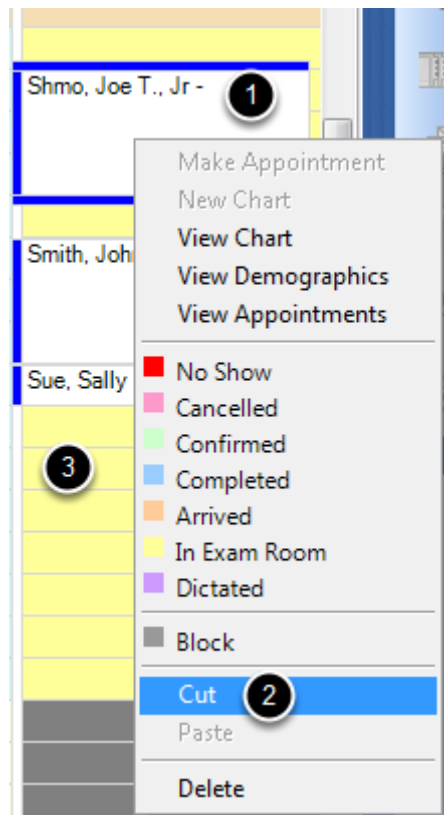 Shmo, Joe T., Jr -
1
Make Appointment
New Chart
View Chart
Smith, Joh
View Demographics
View Appointments
Sue, Sally
No Show
Cancelled
Confirmed
3
Completed
Arrived
In Exam Room
Dictated
Block
Cut
2
Paste
Delete